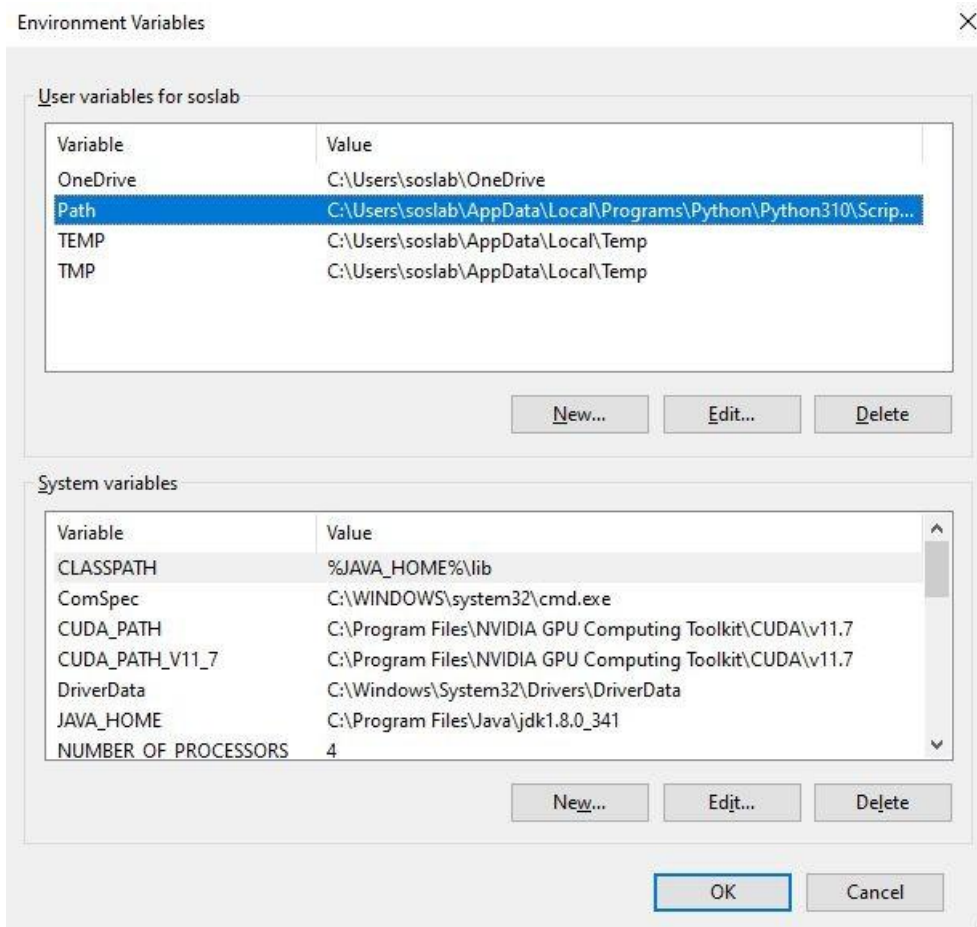 Environment Variables
User variables for soslab
Variable Value
OneDrive C:\Users\soslab\OneDrive
Path C:\Users\soslab\AppData\Local\Programs\Python\Python310\Scrip...
TEMP C:\Users\soslab\AppData\Local\Temp
TMP C:\Users\soslab\AppData\Local\Temp
New... Edit... Delete
System variables
Variable Value
CLASSPATH %JAVA_HOME%\lib
ComSpec C:\WINDOWS\system32\cmd.exe
CUDA_PATH C:\Program Files\NVIDIA GPU Computing Toolkit\CUDA\v11.7
CUDA_PATH_V11_7 C:\Program Files\NVIDIA GPU Computing Toolkit\CUDA\v11.7
DriverData C:\Windows\System32\Drivers\DriverData
JAVA_HOME C:\Program Files\Java\jdk1.8.0_341
NUMBER_OF_PROCESSORS 4
New... Edit... Delete
OK Cancel